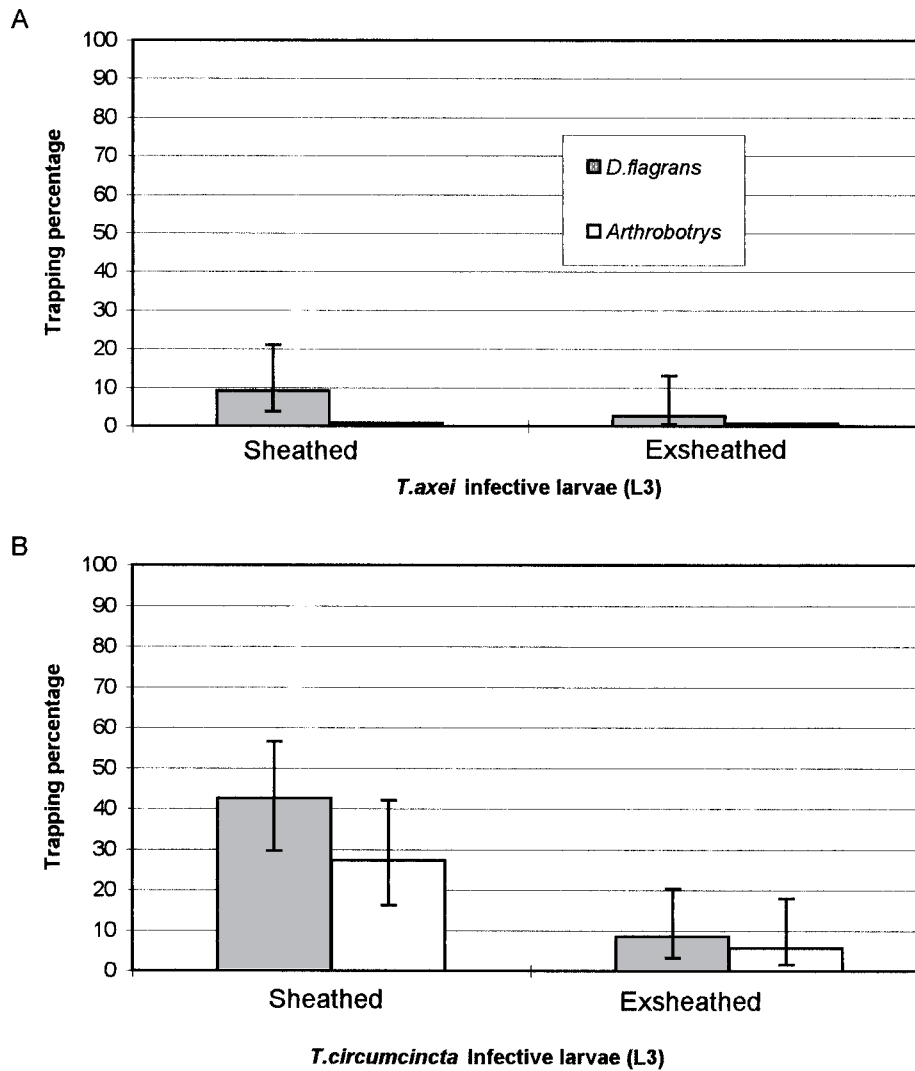 A
Trapping percentage
100
90
80
70
60
50
40
30
20
10
0
D.flagrans
Arthrobotrys
Sheathed
Exsheathed
T.axei infective larvae (L3)
B
Trapping percentage
100
90
80
70
60
50
40
30
20
10
0
Sheathed
Exsheathed
T.circumcincta Infective larvae (L3)